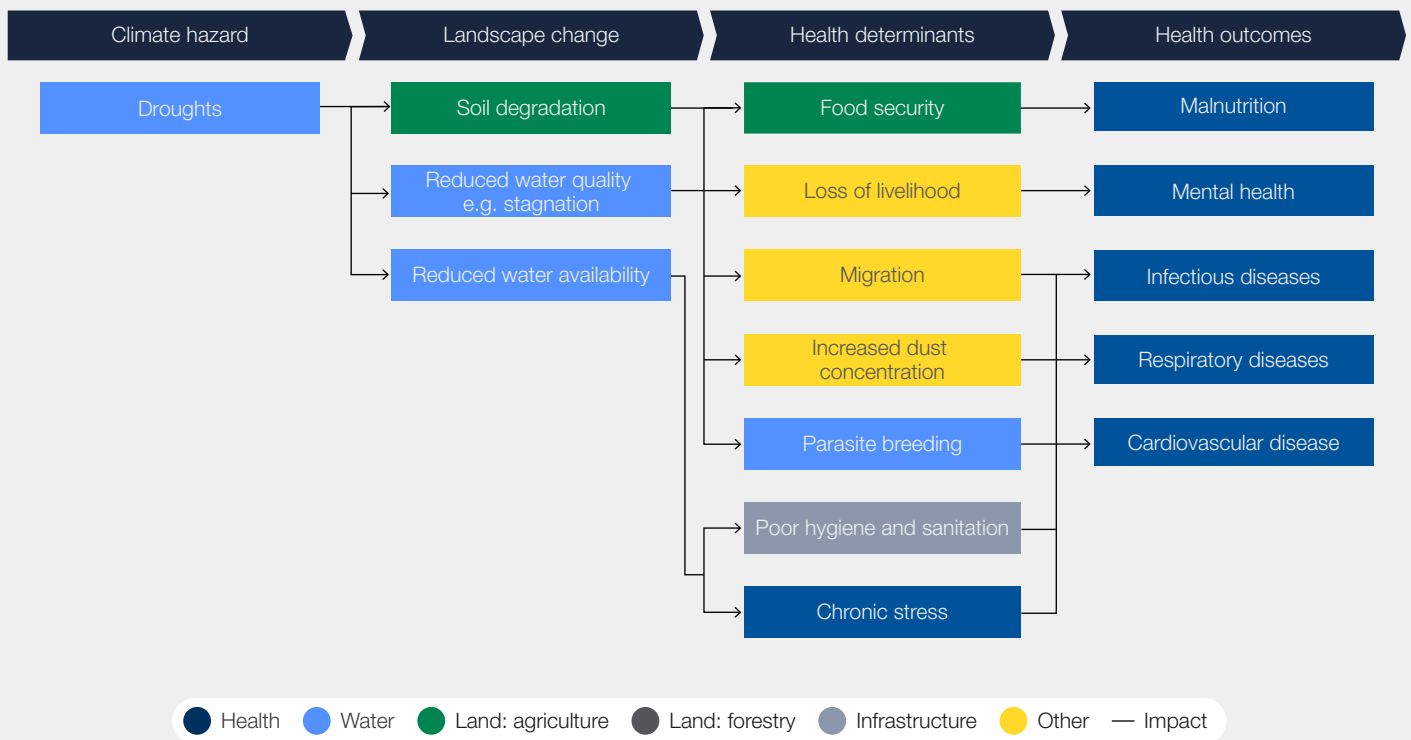 Climate hazard
Landscape change
Health determinants
Health outcomes
Droughts
Soil degradation
Food security
Malnutrition
Reduced water quality
e.g. stagnation
Loss of livelihood
Mental health
Reduced water availability
Migration
Infectious diseases
Increased dust
concentration
Respiratory diseases
Parasite breeding
Cardiovascular disease
Poor hygiene and sanitation
Chronic stress
Health
Water
Land: agriculture
Land: forestry
Infrastructure
Other
Impact